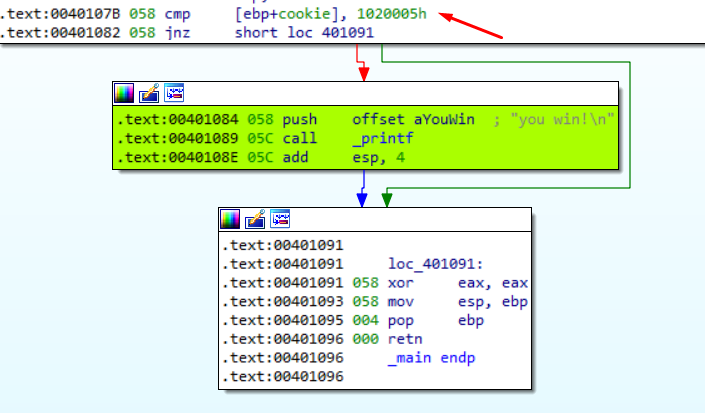 .text:0040107B 058 cmp [ebp+cookie], 1020005h
.text:00401082 058 jnz short loc_401091
.text:00401084 058 push offset aYouWin ; "you win!\n"
.text:00401089 05C call _printf
.text:0040108E 05C add esp, 4
.text:00401091
.text:00401091 loc_401091:
.text:00401091 058 xor eax, eax
.text:00401093 058 mov esp, ebp
.text:00401095 004 pop ebp
.text:00401096 000 retn
.text:00401096 _main endp
.text:00401096